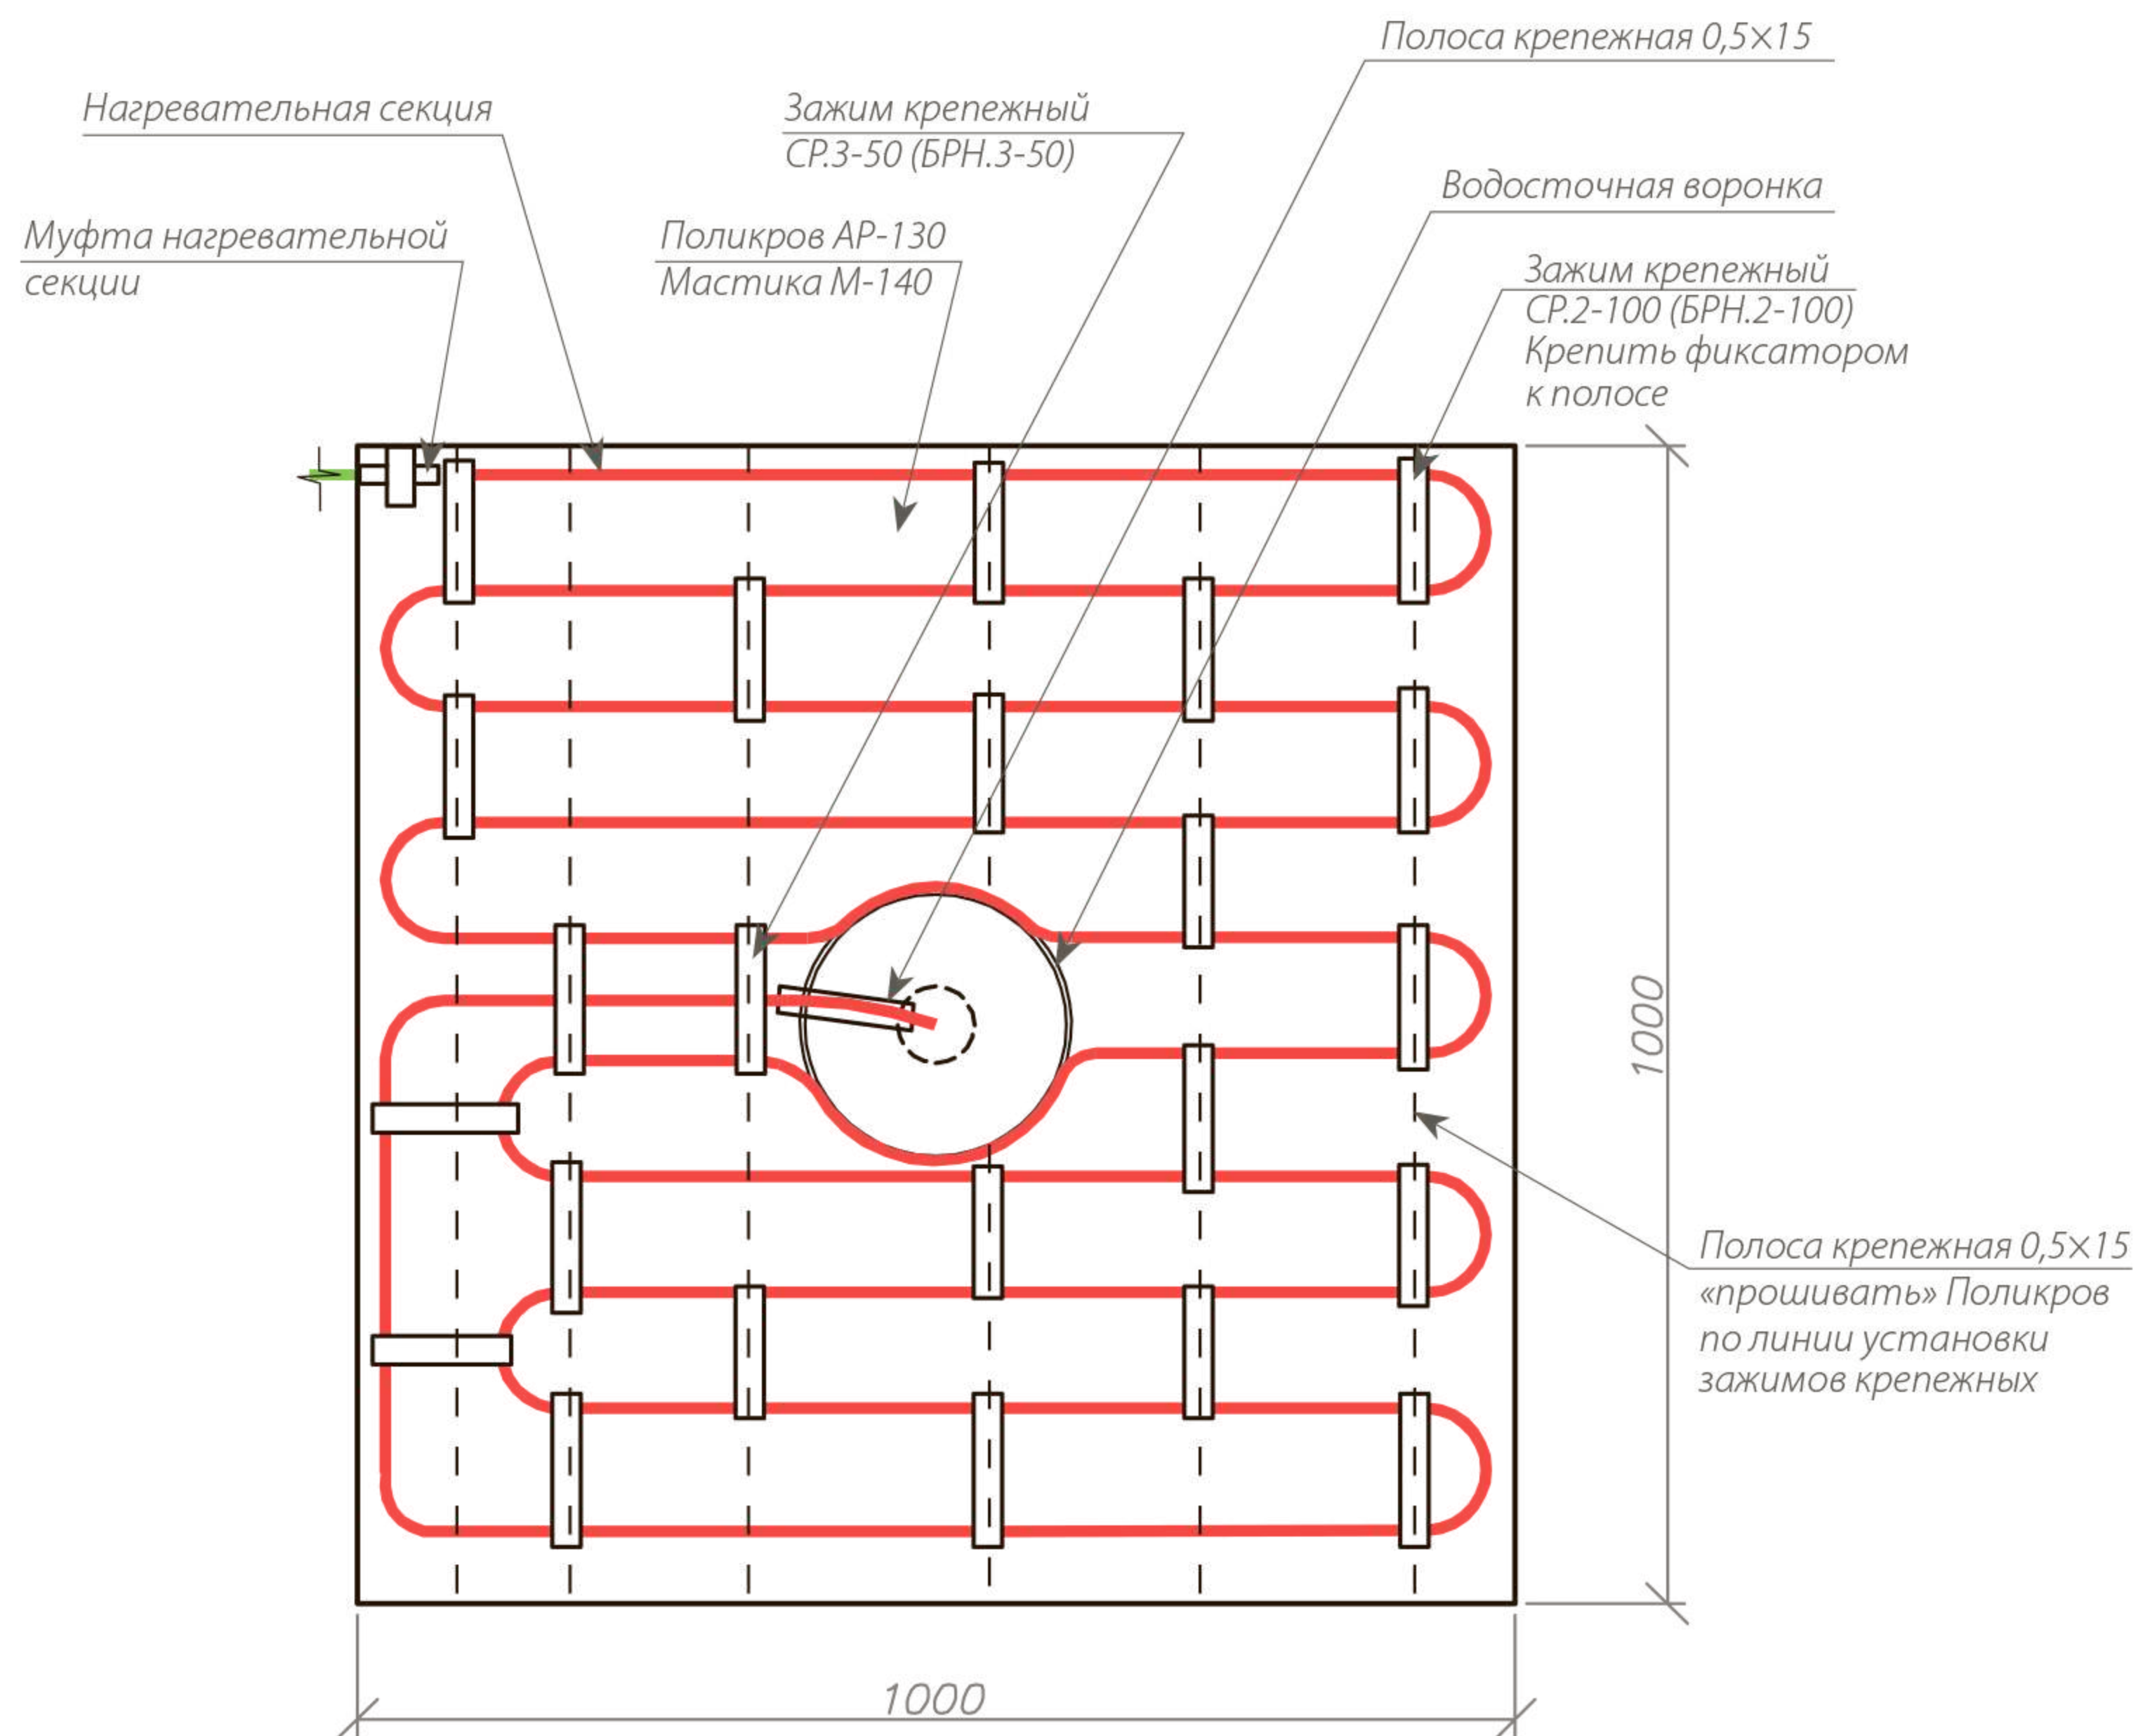 Полоса крепежная 0,5×15
Нагревательная секция
Зажим крепежный
СР.3-50 (БРН.3-50)
Водосточная воронка
Муфта нагревательной
секции
Поликров АР-130
Мастика М-140
Зажим крепежный
СР.2-100 (БРН.2-100)
Крепить фиксатором
к полосе
1000
Полоса крепежная 0,5×15
«прошивать» Поликров
по линии установки
зажимов крепежных
1000